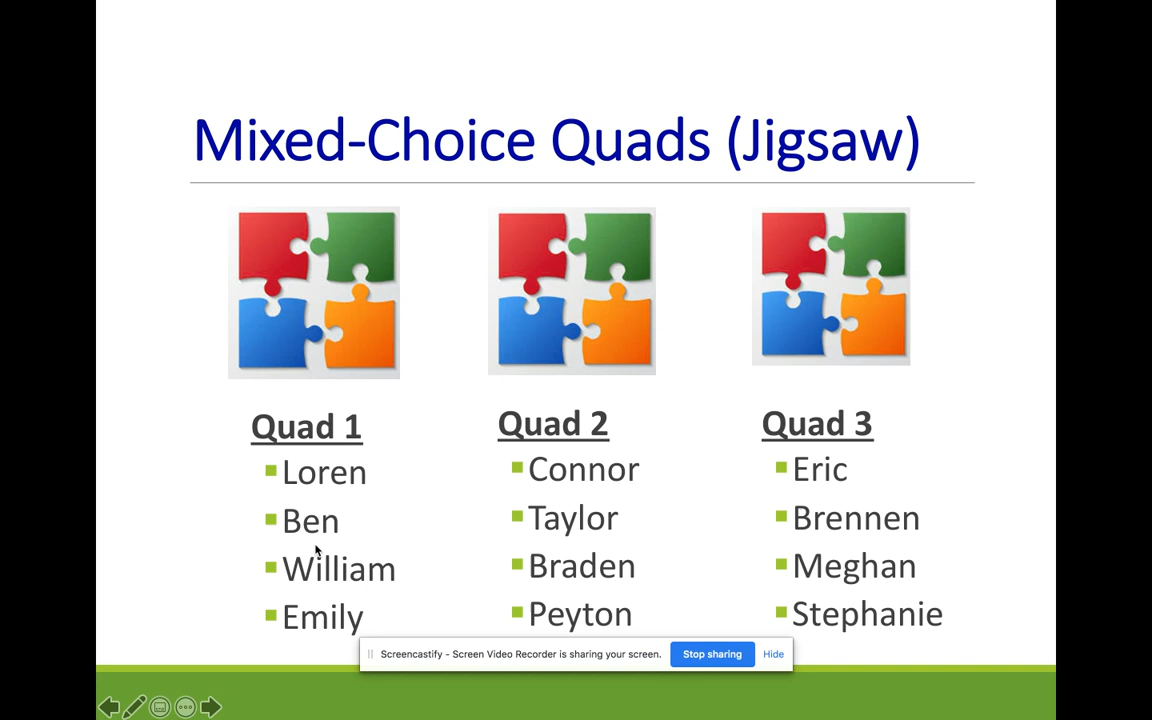 Mixed-Choice Quads (Jigsaw)
Quad 1
Loren
Ben
William
Emily
Quad 2
Connor
Taylor
Braden
Peyton
Quad 3
Eric
Brennen
Meghan
Stephanie
Screencastify - Screen Video Recorder is sharing your screen.
Stop sharing
Hide